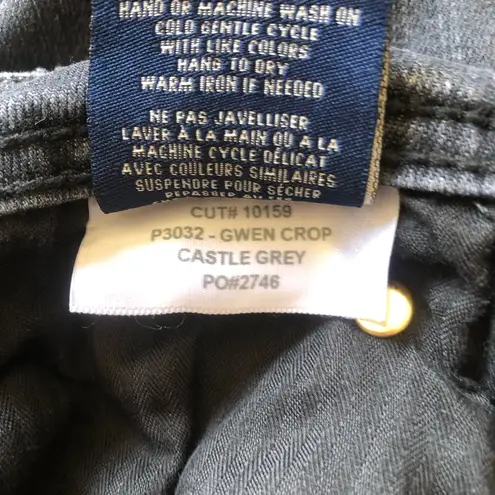 HAND OR MACHINE WASH ON
COLD GENTLE CYCLE
WITH LIKE COLORS
HANG TO DRY
WARM IRON IF NEEDED
NE PAS JAVELLISER
LAVER À LA MAIN OÙ A LA
MACHINE CYCLE DÉLICAT
AVEC COULEURS SIMILAIRES
SUSPENDRE POUR SÉCHER
CUT# 10159
P3032 - GWEN CROP
CASTLE GREY
PO#2746